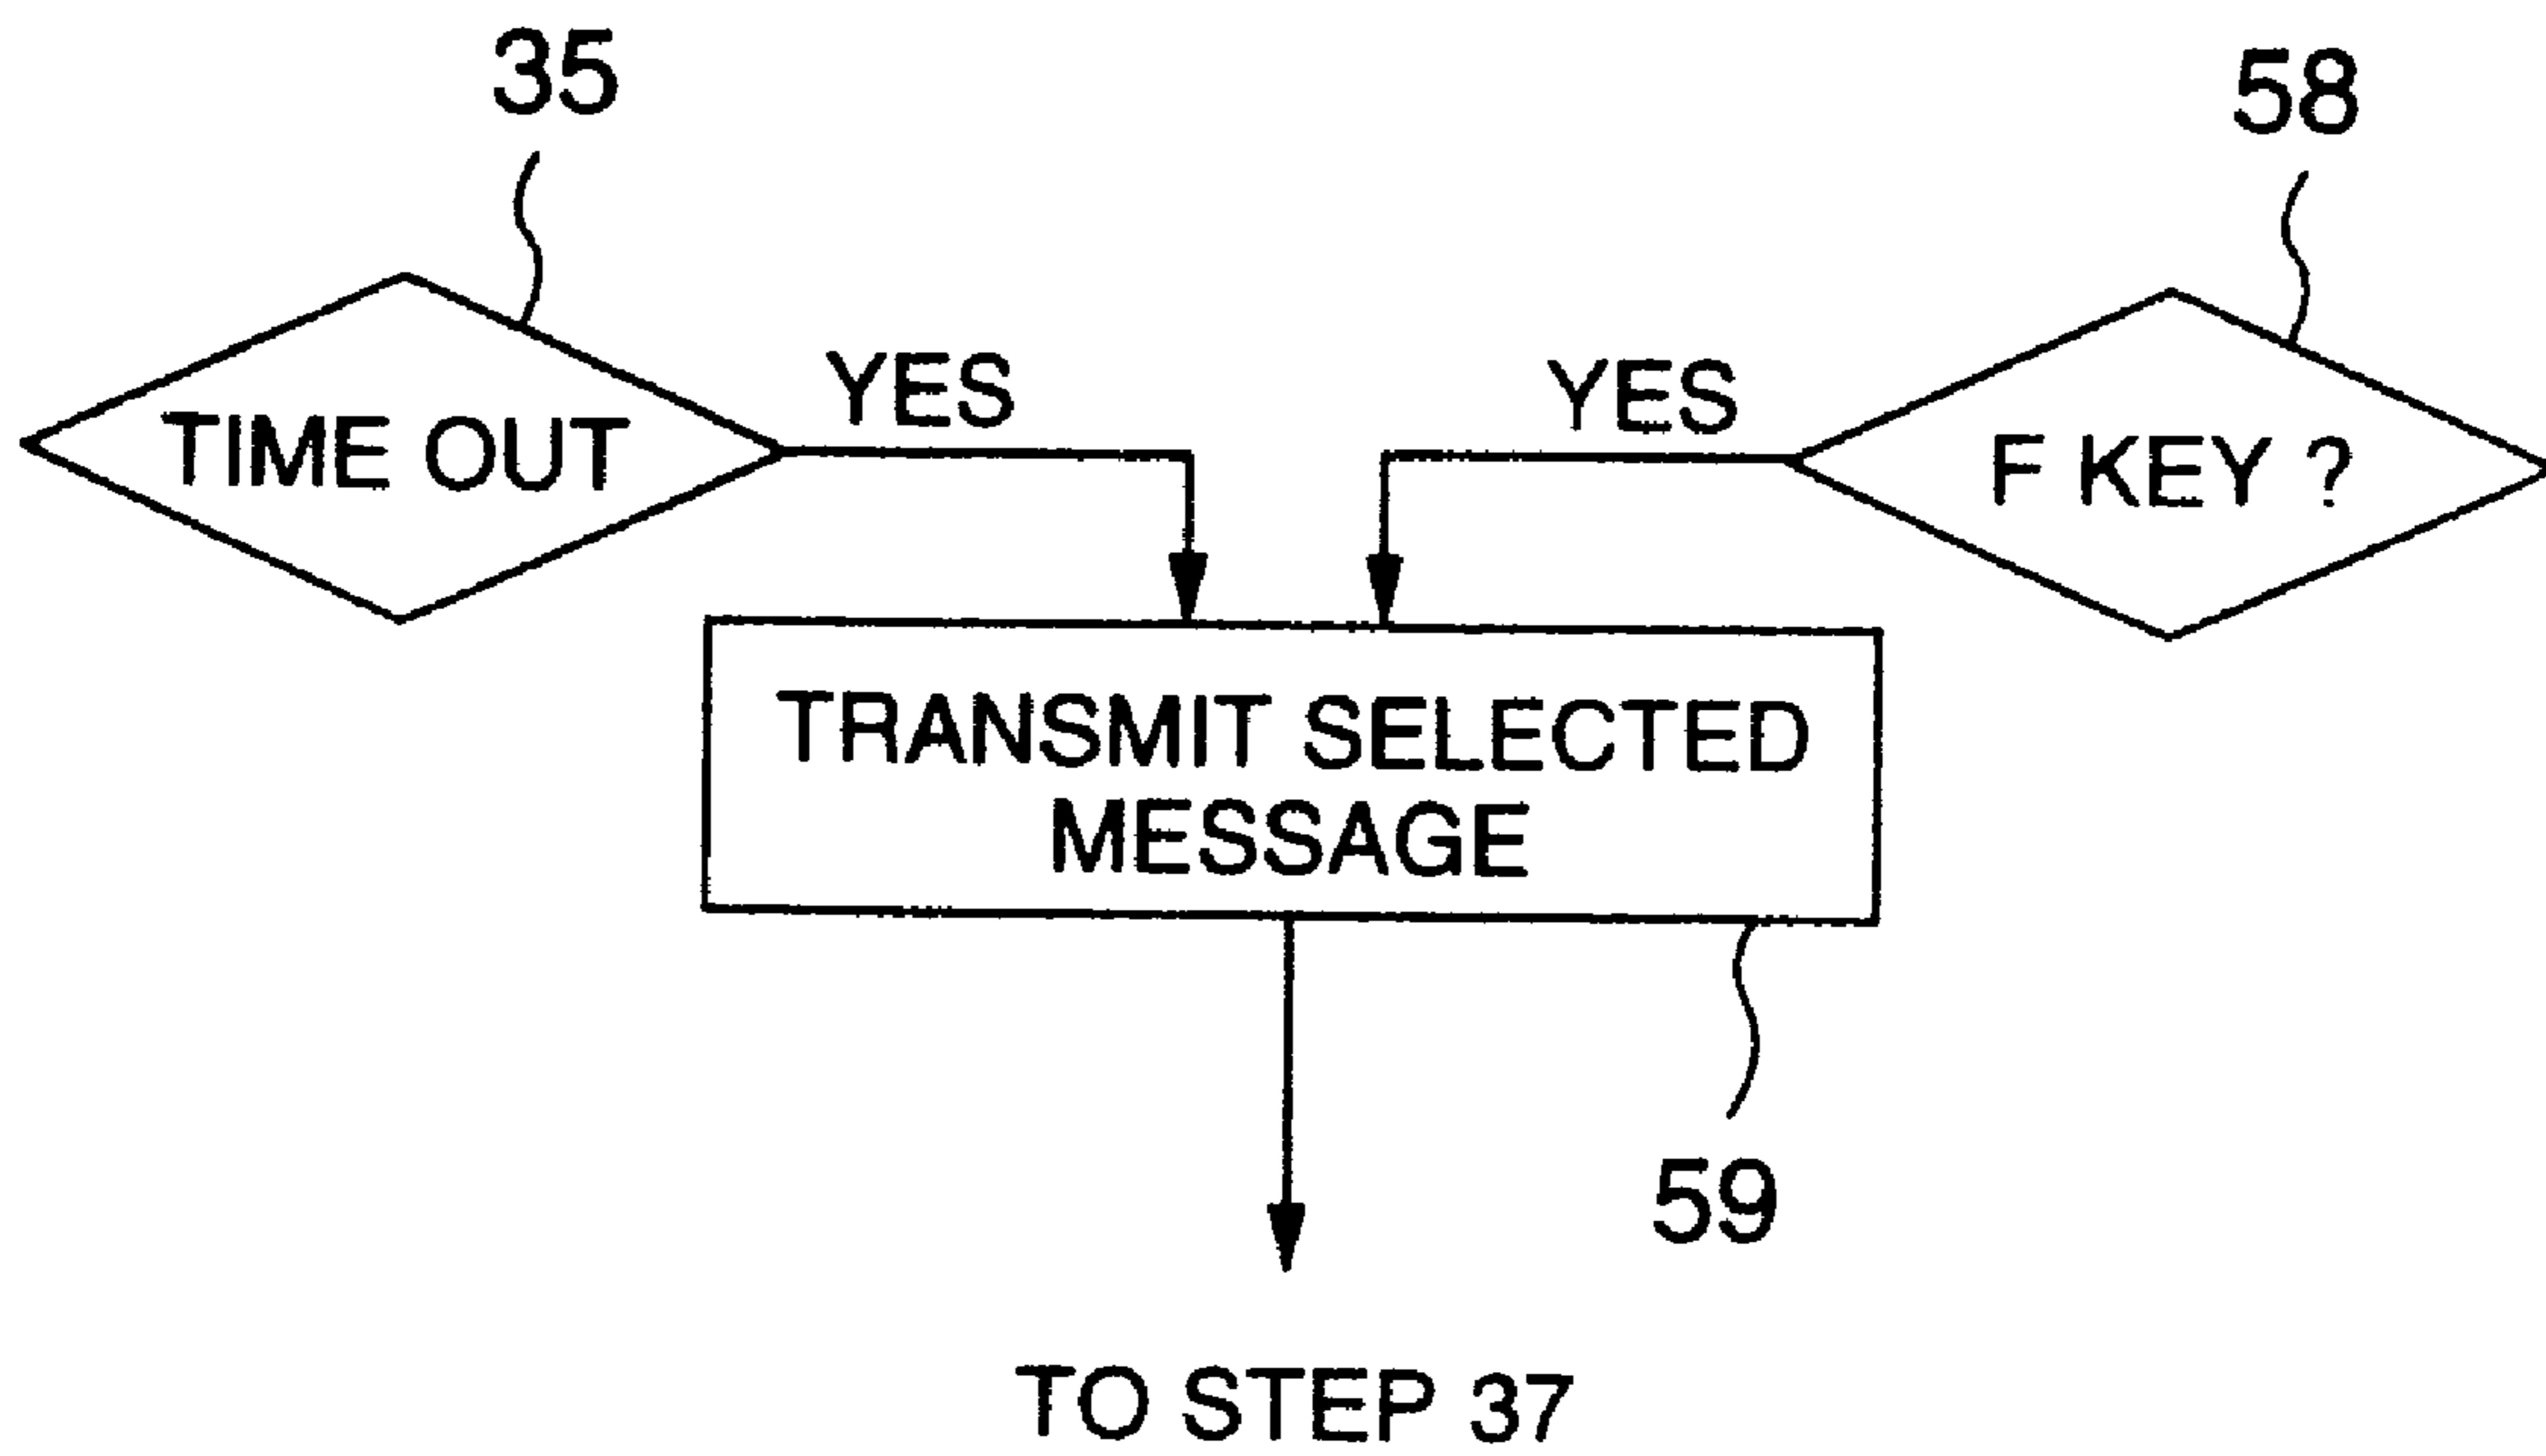 35
58
YES
YES
TIME OUT
F KEY ?
TRANSMIT SELECTED
MESSAGE
59
TO STEP 37